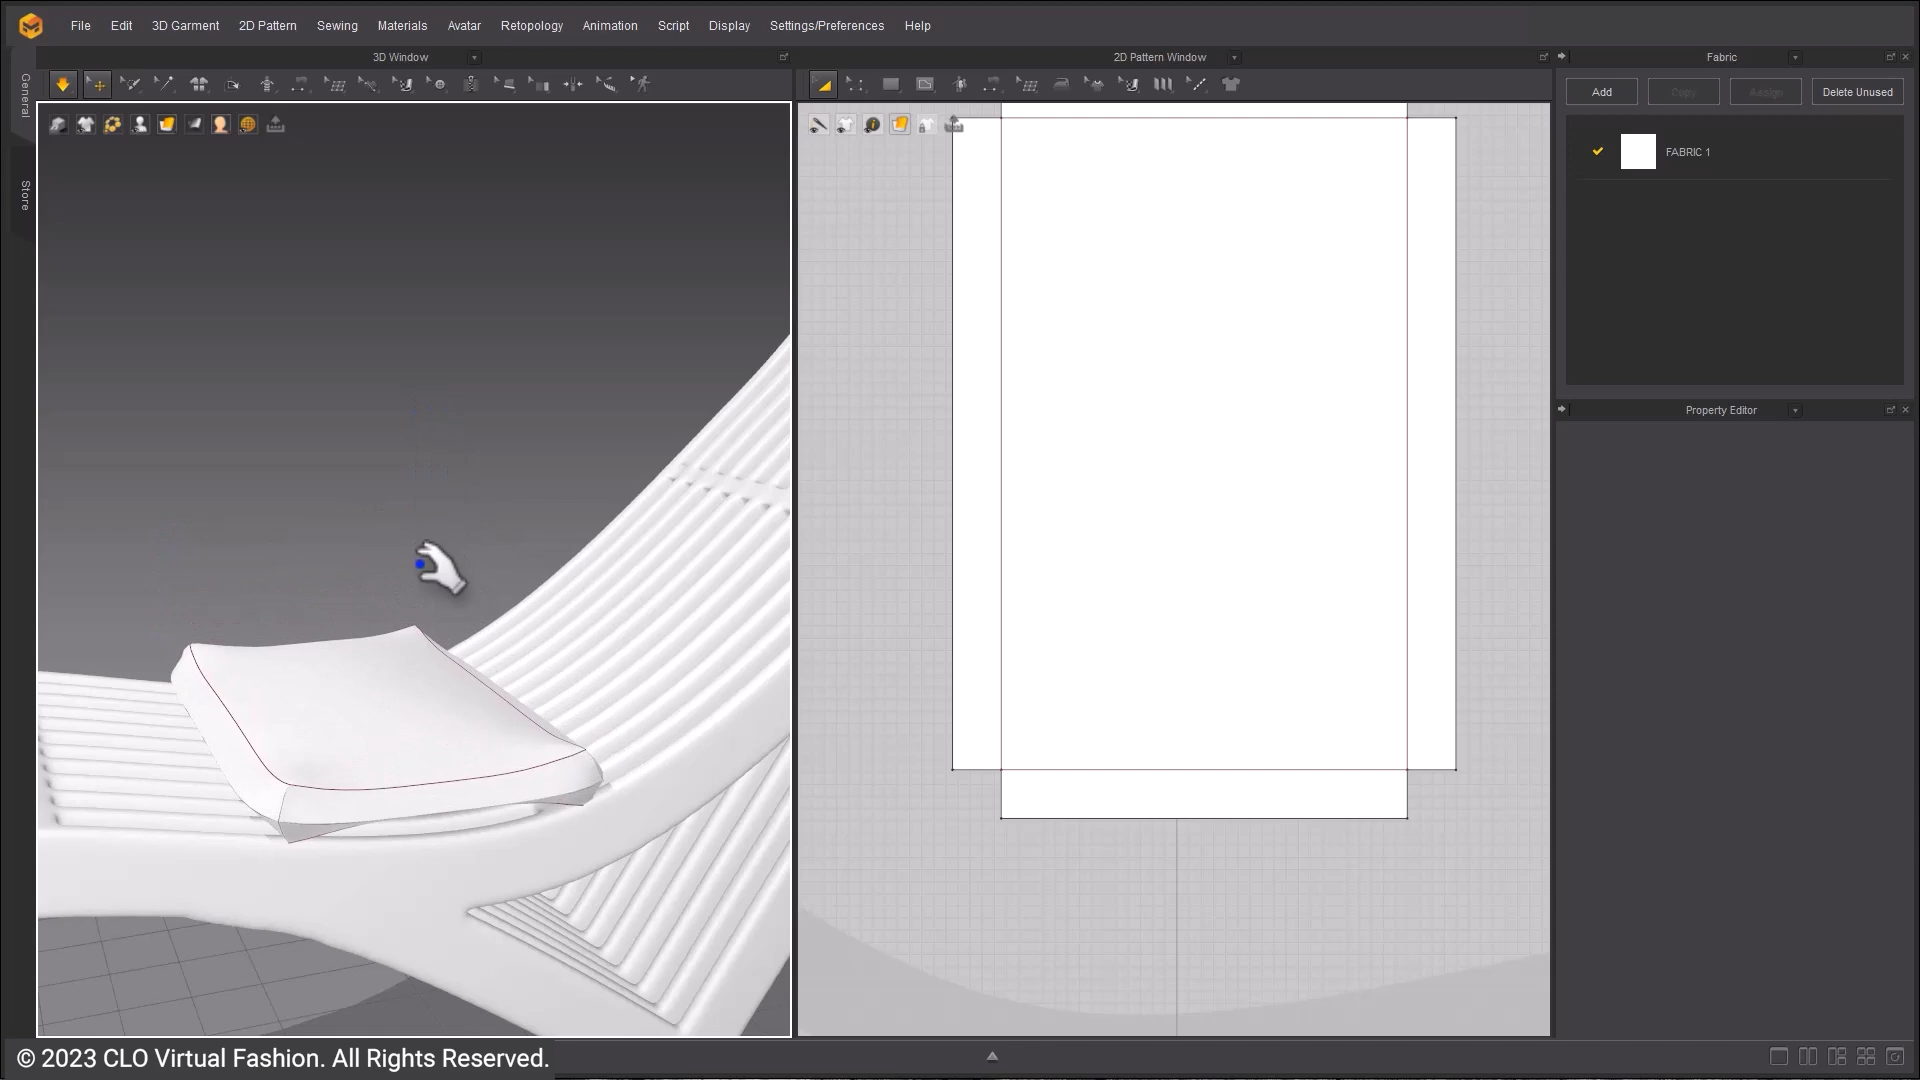 File Edit 3D Garment 2D Pattern Sewing Materials Avatar Retopology Animation Script Display Settings/Preferences Help
3D Window
2D Pattern Window
Fabric
General
Store
Add
Copy
Assign
Delete Unused
FABRIC 1
Property Editor
© 2023 CLO Virtual Fashion. All Rights Reserved.